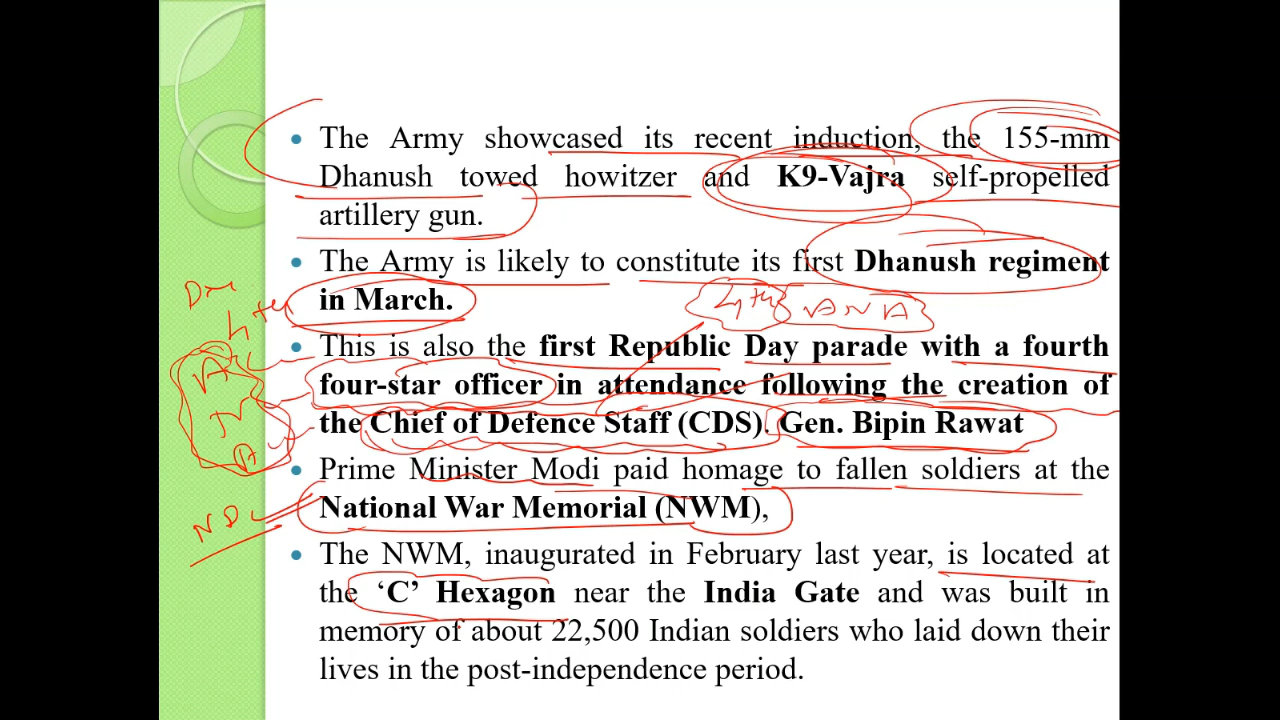 The Army showcased its recent induction, the 155-mm
Dhanush towed howitzer and K9-Vajra self-propelled
artillery gun.
The Army is likely to constitute its first Dhanush regiment
in March.
4th
ANA
This is also the first Republic Day parade with a fourth
four-star officer in attendance following the creation of
the Chief of Defence Staff (CDS). Gen. Bipin Rawat
Prime Minister Modi paid homage to fallen soldiers at the
National War Memorial (NWM),
The NWM, inaugurated in February last year, is located at
the ‘C’ Hexagon near the India Gate and was built in
memory of about 22,500 Indian soldiers who laid down their
lives in the post-independence period.